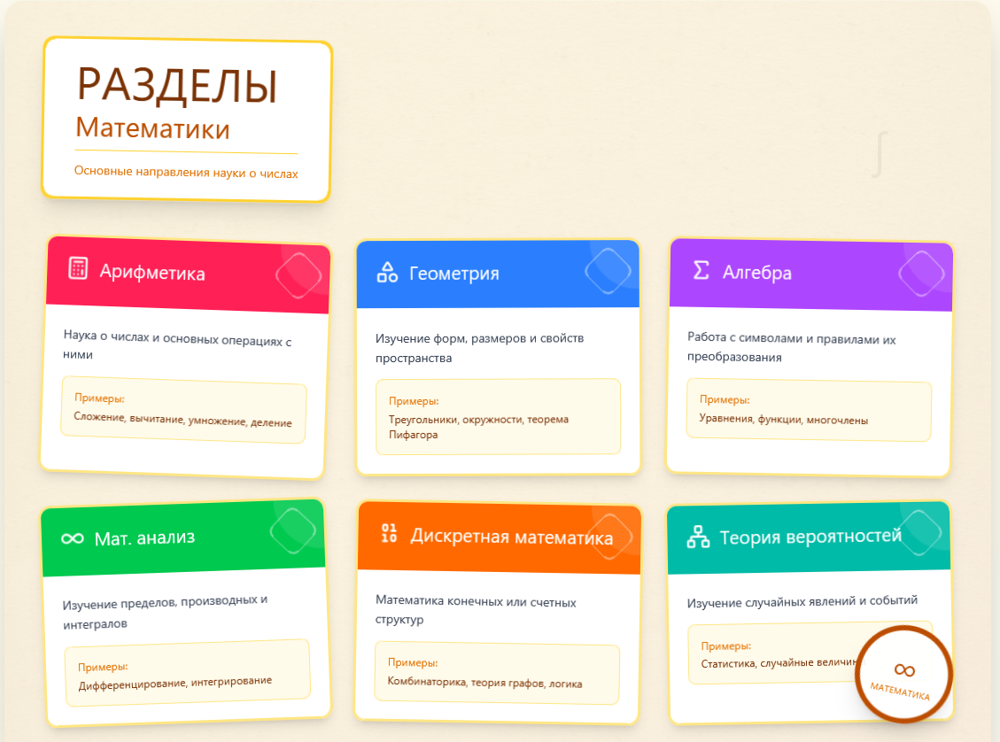 РАЗДЕЛЫ
Математики
Основные направления науки о числах
∫
Арифметика
Наука о числах и основных операциях с
ними
Примеры:
Сложение, вычитание, умножение, деление
Геометрия
Изучение форм, размеров и свойств
пространства
Примеры:
Треугольники, окружности, теорема
Пифагора
Σ Алгебра
Работа с символами и правилами их
преобразования
Примеры:
Уравнения, функции, многочлены
∞ Мат. анализ
Изучение пределов, производных и
интегралов
Примеры:
Дифференцирование, интегрирование
01
10
Дискретная математика
Математика конечных или счетных
структур
Примеры:
Комбинаторика, теория графов, логика
Теория вероятностей
Изучение случайных явлений и событий
Примеры:
Статистика, случайные
∞
МАТЕМАТИКА